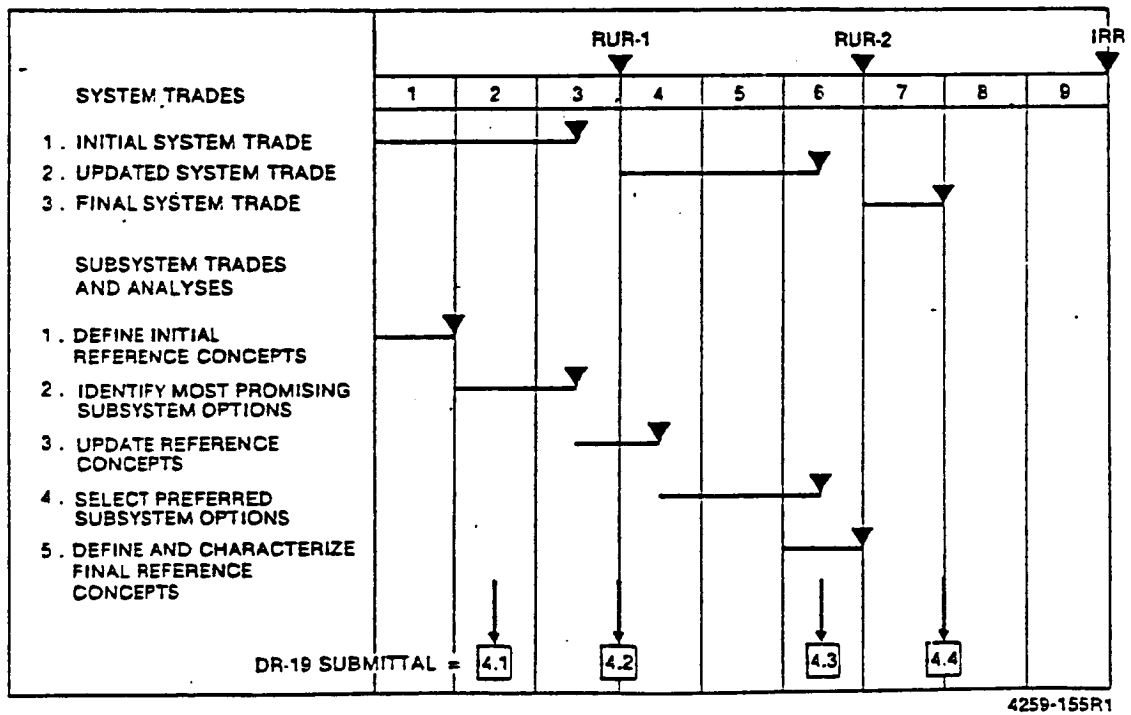 RUR-1 RUR-2 IRR
SYSTEM TRADES 1 2 3 4 5 6 7 8 9
1. INITIAL SYSTEM TRADE
2. UPDATED SYSTEM TRADE
3. FINAL SYSTEM TRADE
SUBSYSTEM TRADES
AND ANALYSES
1. DEFINE INITIAL
REFERENCE CONCEPTS
2. IDENTIFY MOST PROMISING
SUBSYSTEM OPTIONS
3. UPDATE REFERENCE
CONCEPTS
4. SELECT PREFERRED
SUBSYSTEM OPTIONS
5. DEFINE AND CHARACTERIZE
FINAL REFERENCE
CONCEPTS
DR-19 SUBMITTAL = 4.1 4.2 4.3 4.4
4259-155R1